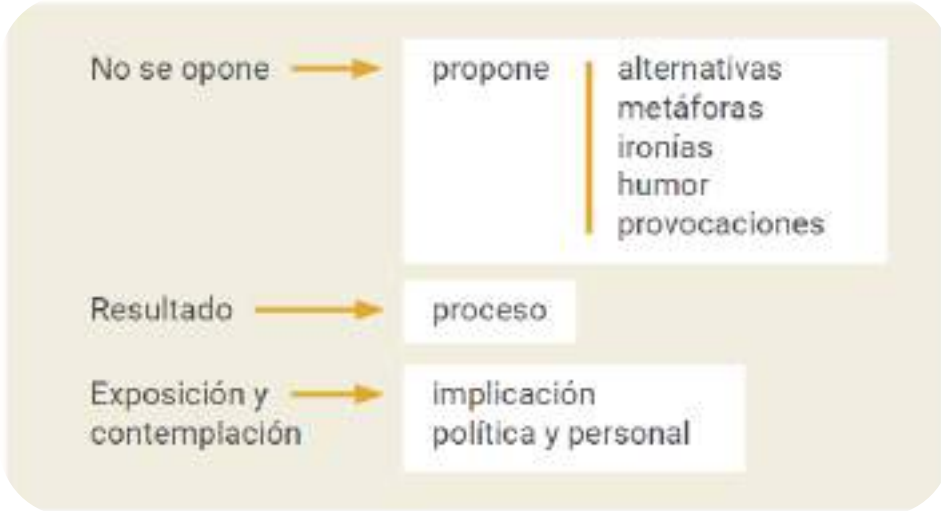 No se opone propone alternativas
metáforas
ironías
humor
provocaciones
Resultado proceso
Exposición y implicación
contemplación política y personal